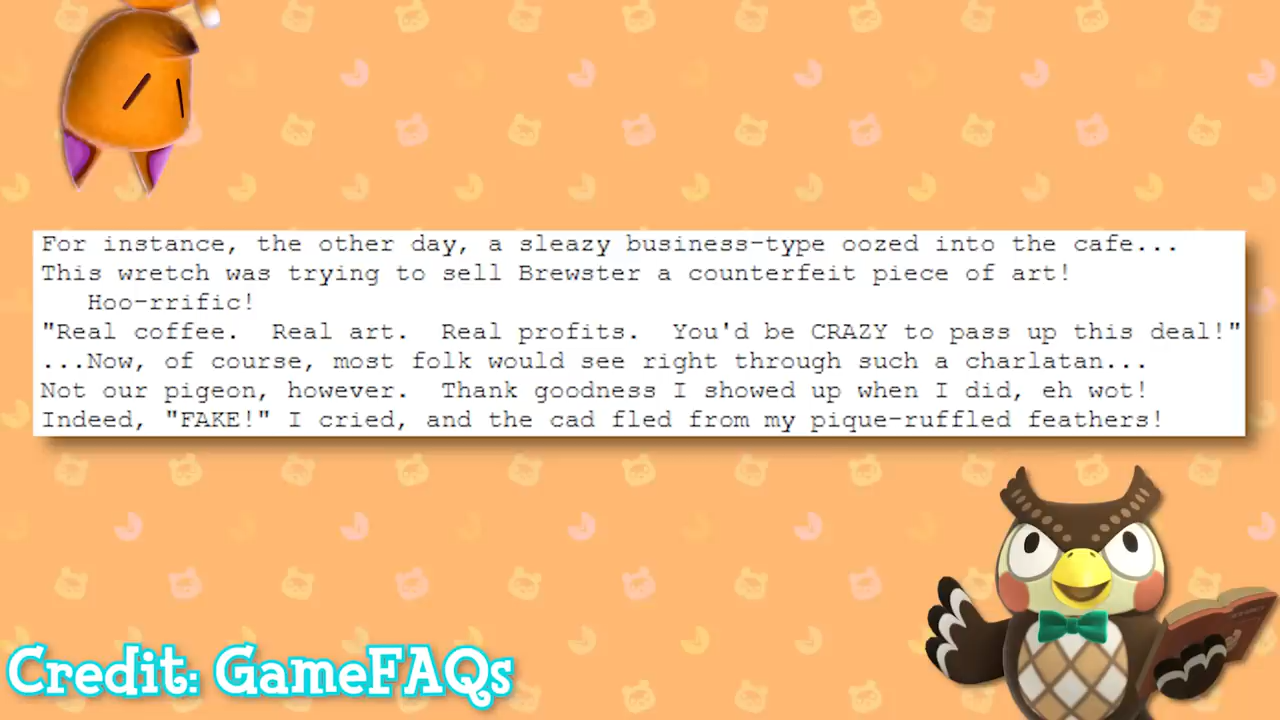 For instance, the other day, a sleazy business-type oozed into the cafe...
This wretch was trying to sell Brewster a counterfeit piece of art!
Hoo-rrific!
"Real coffee. Real art. Real profits. You'd be CRAZY to pass up this deal!"
...Now, of course, most folk would see right through such a charlatan...
Not our pigeon, however. Thank goodness I showed up when I did, eh wot!
Indeed, "FAKE!" I cried, and the cad fled from my pique-ruffled feathers!
Credit: GameFAQs